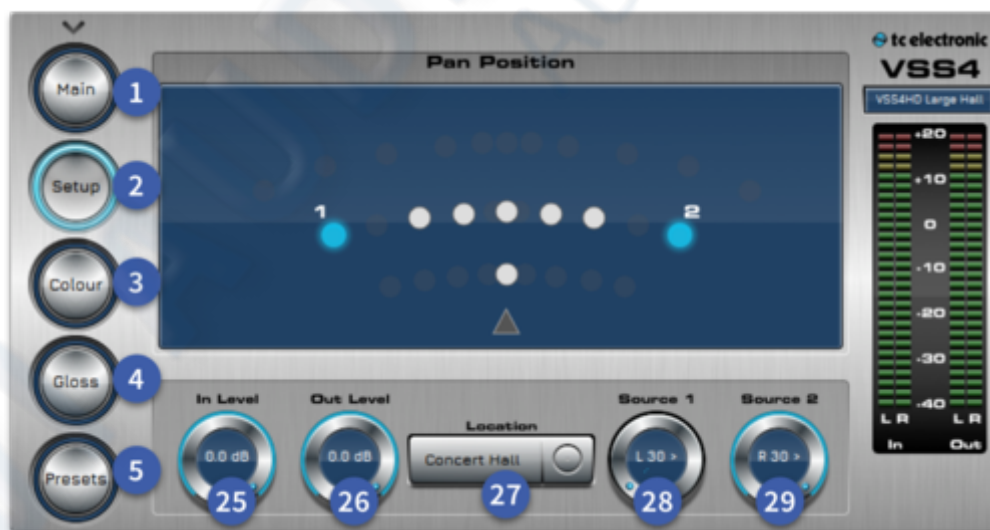 Pan Position
tc electronic
VSS4
VSS4HD Large Hall
Main
1
Setup
2
Colour
3
Gloss
4
Presets
5
1
2
+20
+10
0
-10
-20
-30
-40
L R
L R
In
Out
In Level
Out Level
Location
Source 1
Source 2
0.0 dB
0.0 dB
Concert Hall
L 30 >
R 30 >
25
26
27
28
29